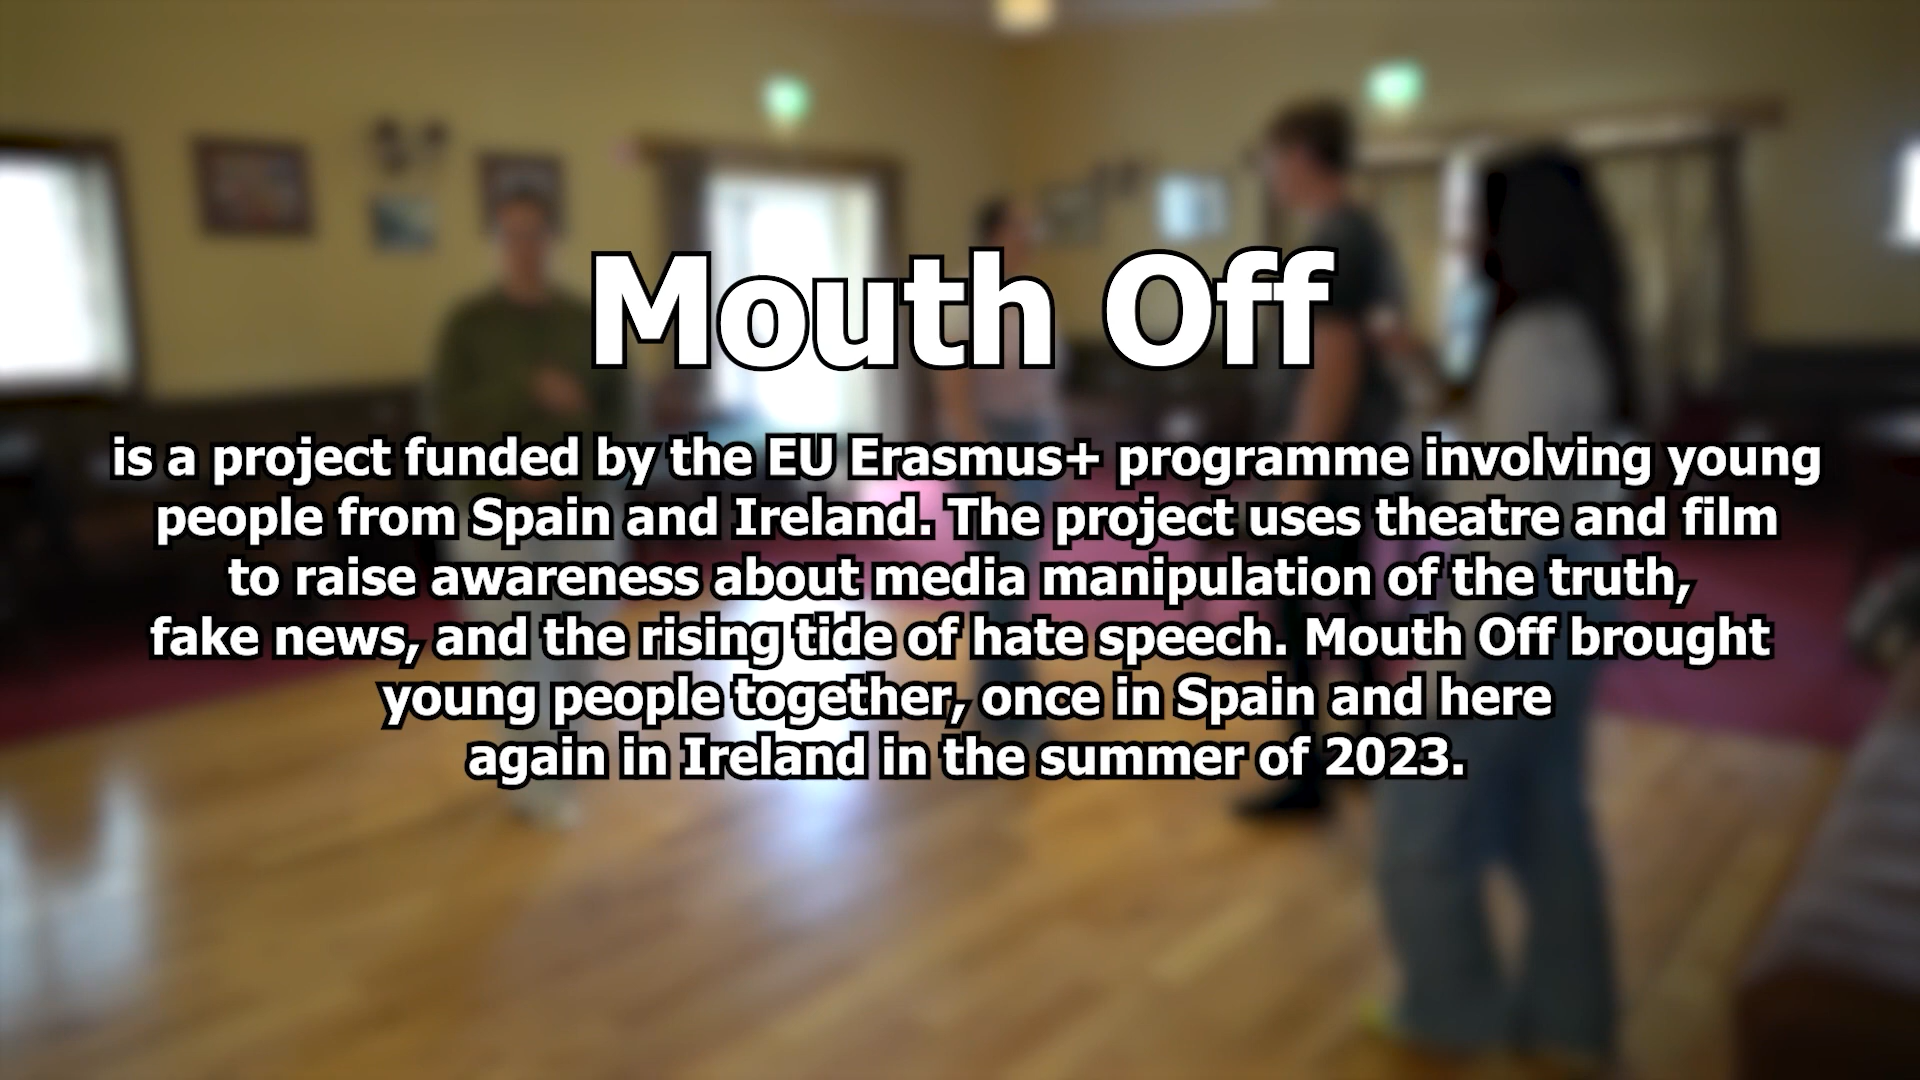 Mouth Off
is a project funded by the EU Erasmus+ programme involving young
people from Spain and Ireland. The project uses theatre and film
to raise awareness about media manipulation of the truth,
fake news, and the rising tide of hate speech. Mouth Off brought
young people together, once in Spain and here
again in Ireland in the summer of 2023.